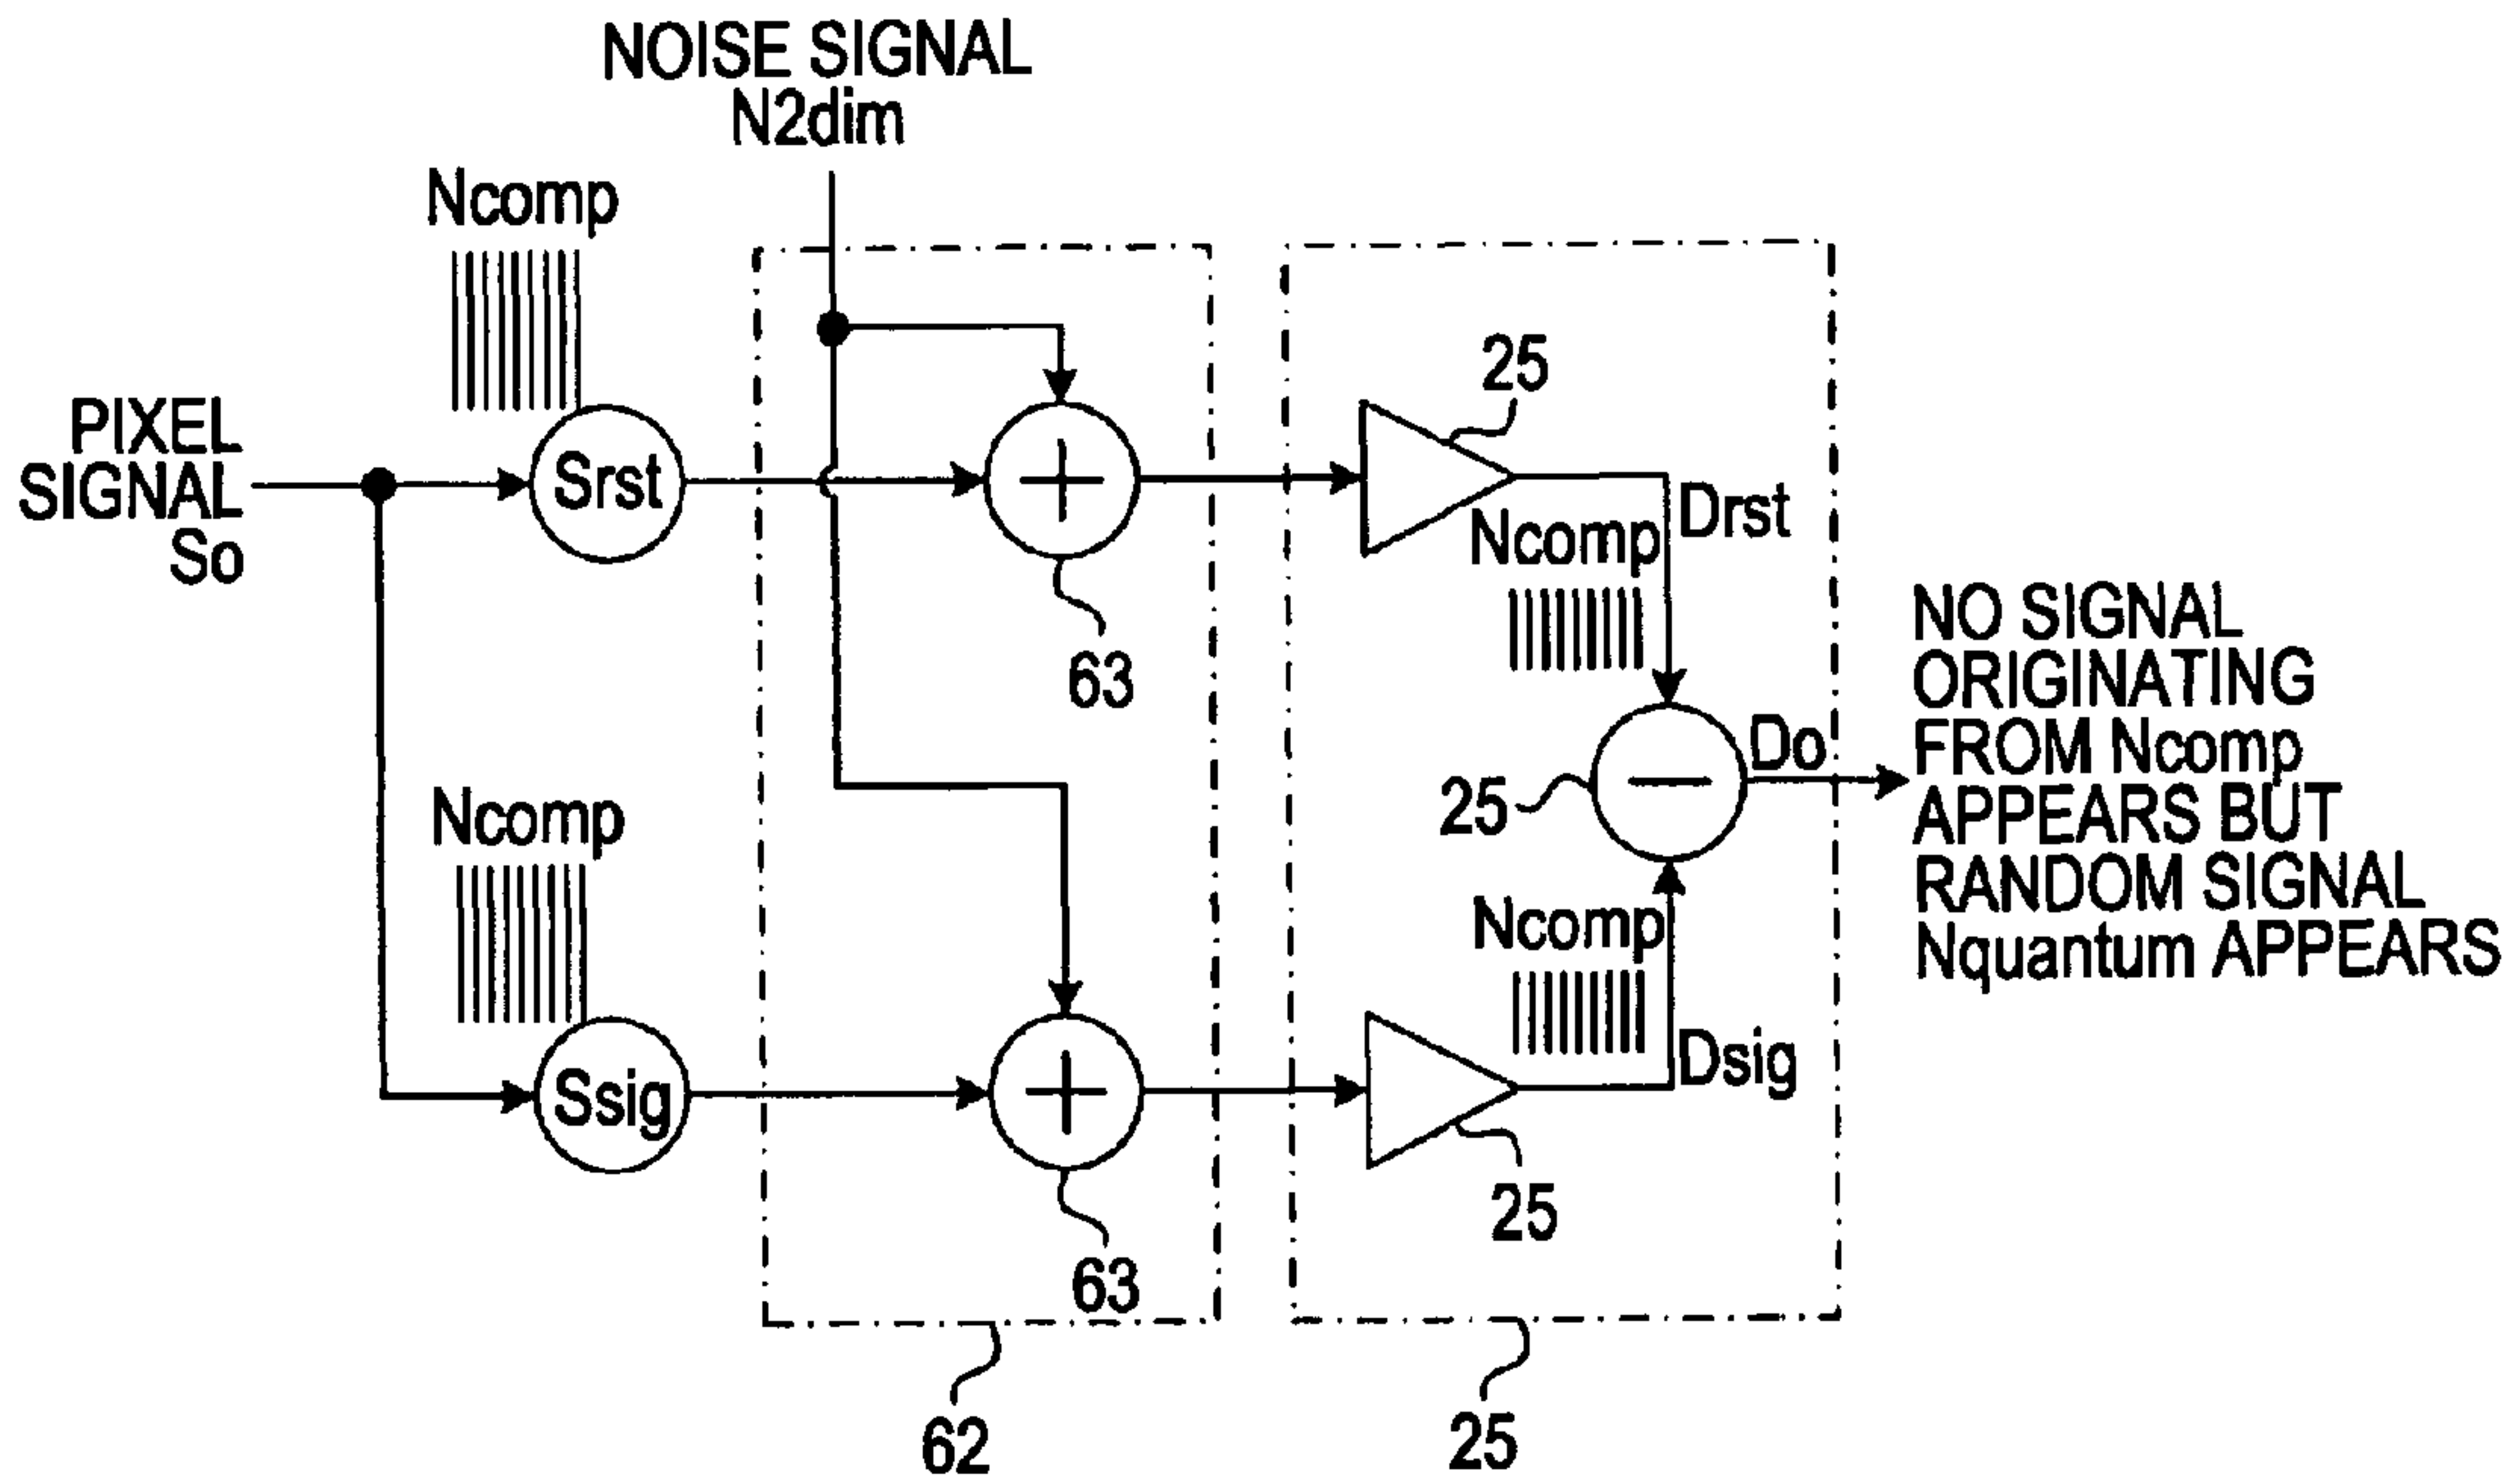 NOISE SIGNAL
N2dim
Ncomp
PIXEL
SIGNAL
So
Srst
25
Ncomp
Drst
63
NO SIGNAL
ORIGINATING
FROM Ncomp
APPEARS BUT
RANDOM SIGNAL
Nquantum APPEARS
Do
25
Ncomp
Ncomp
Ssig
Dsig
25
63
62
25